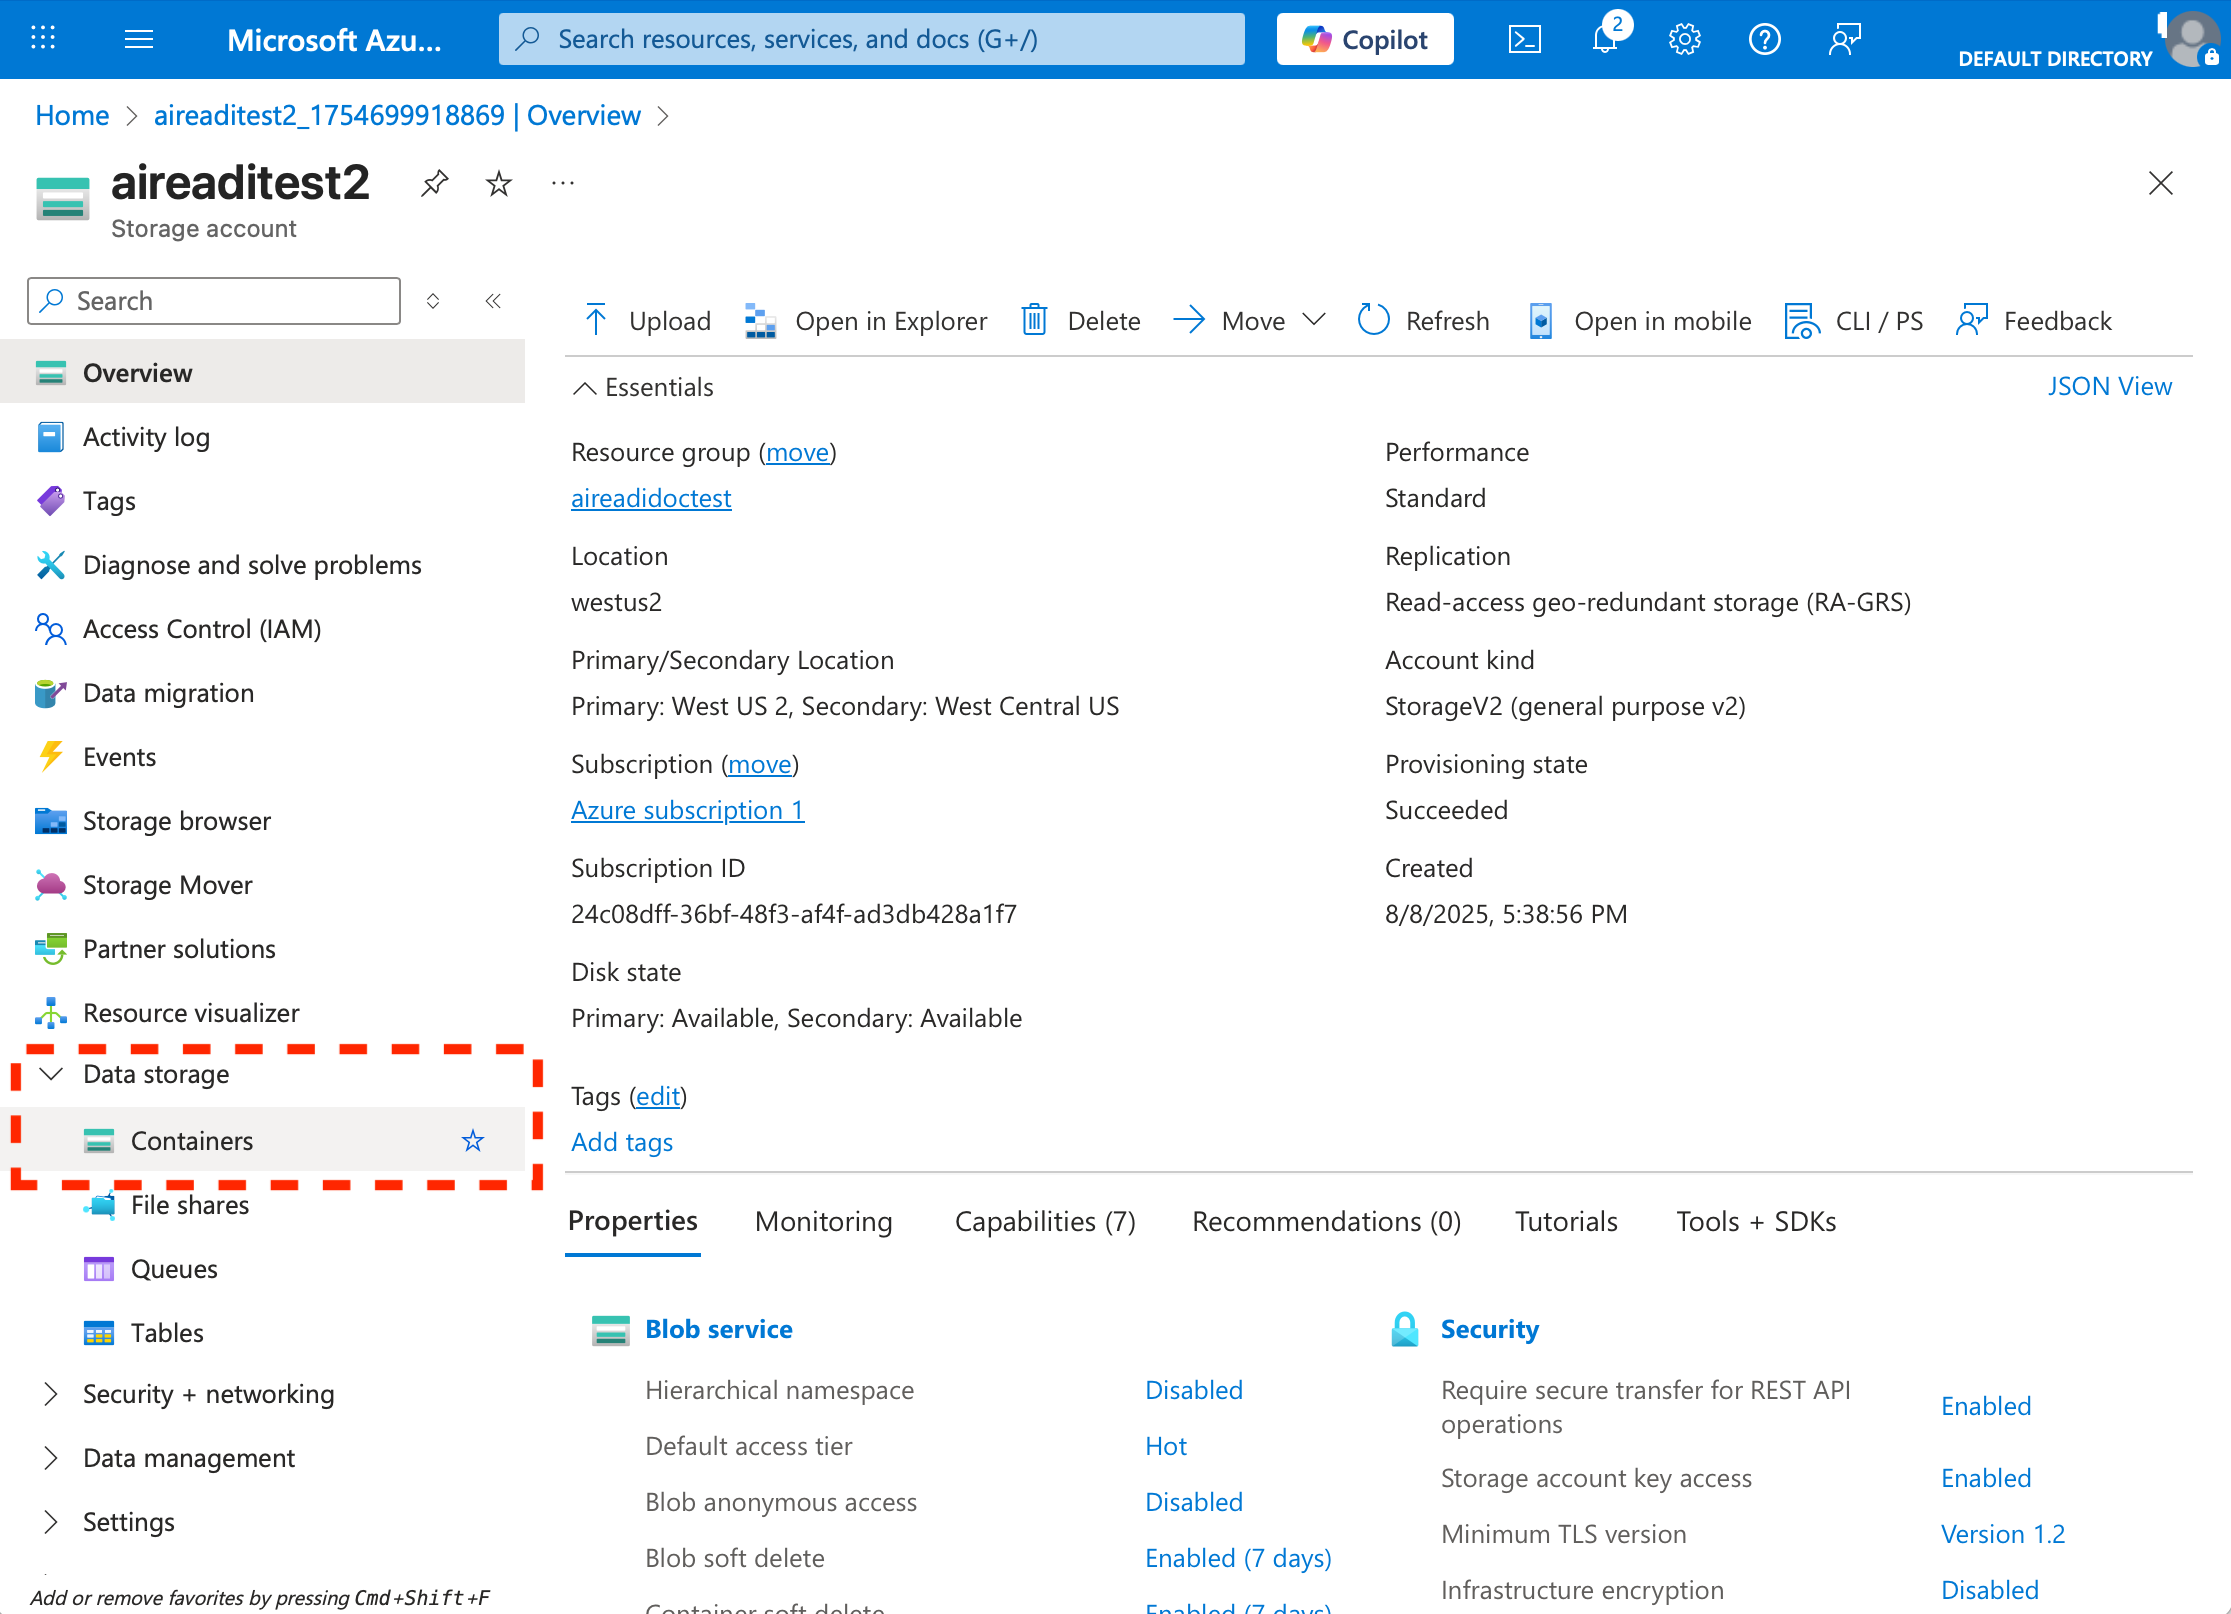 Microsoft Azu...
Search resources, services, and docs (G+/)
Copilot
2
DEFAULT DIRECTORY
Home > aireaditest2_1754699918869 | Overview >
aireaditest2
Storage account
Search
Upload
Open in Explorer
Delete
Move
Refresh
Open in mobile
CLI / PS
Feedback
Overview
Activity log
Tags
Diagnose and solve problems
Access Control (IAM)
Data migration
Events
Storage browser
Storage Mover
Partner solutions
Resource visualizer
Data storage
Containers
File shares
Queues
Tables
Security + networking
Data management
Settings
Add or remove favorites by pressing Cmd+Shift+F
Essentials
JSON View
Resource group (move)
aireadidoctest
Location
westus2
Primary/Secondary Location
Primary: West US 2, Secondary: West Central US
Subscription (move)
Azure subscription 1
Subscription ID
24c08dff-36bf-48f3-af4f-ad3db428a1f7
Disk state
Primary: Available, Secondary: Available
Performance
Standard
Replication
Read-access geo-redundant storage (RA-GRS)
Account kind
StorageV2 (general purpose v2)
Provisioning state
Succeeded
Created
8/8/2025, 5:38:56 PM
Tags (edit)
Add tags
Properties
Monitoring
Capabilities (7)
Recommendations (0)
Tutorials
Tools + SDKs
Blob service
Hierarchical namespace Disabled
Default access tier Hot
Blob anonymous access Disabled
Blob soft delete Enabled (7 days)
Container soft delete Enabled (7 days)
Security
Require secure transfer for REST API
operations Enabled
Storage account key access Enabled
Minimum TLS version Version 1.2
Infrastructure encryption Disabled